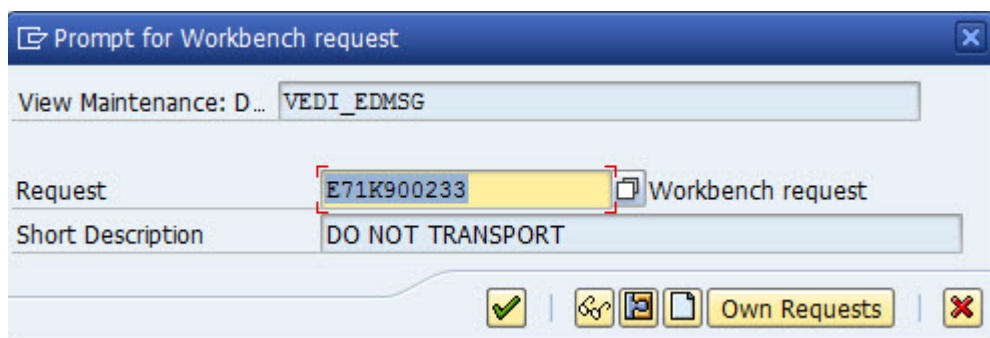 Prompt for Workbench request
View Maintenance: D... VEDI_EDMSG
Request E71K900233 Workbench request
Short Description DO NOT TRANSPORT
Own Requests